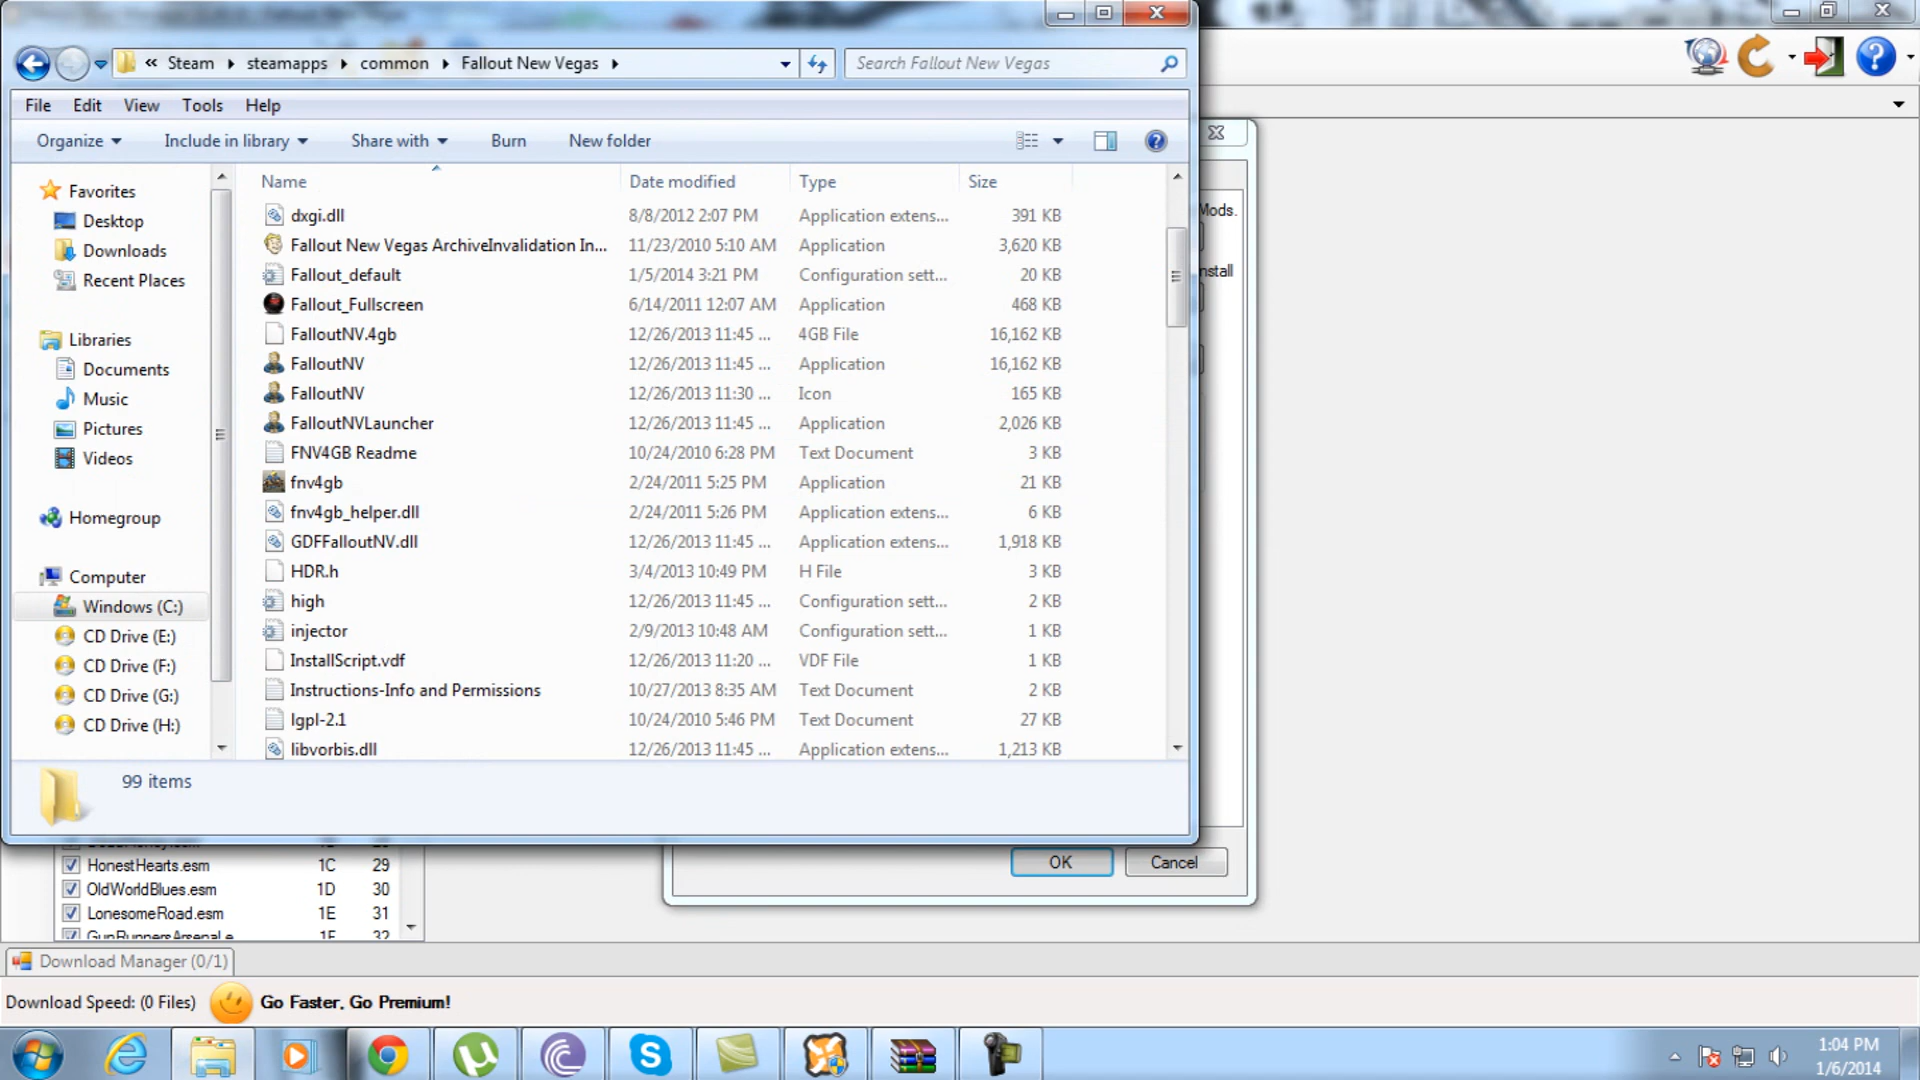 « Steam ▸ steamapps ▸ common ▸ Fallout New Vegas ▸
Search Fallout New Vegas
File Edit View Tools Help
Organize Include in library Share with Burn New folder
Name Date modified Type Size
Favorites
Desktop
Downloads
Recent Places
Libraries
Documents
Music
Pictures
Videos
Homegroup
Computer
Windows (C:)
CD Drive (E:)
CD Drive (F:)
CD Drive (G:)
CD Drive (H:)
dxgi.dll 8/8/2012 2:07 PM Application extens... 391 KB
Fallout New Vegas ArchiveInvalidation In... 11/23/2010 5:10 AM Application 3,620 KB
Fallout_default 1/5/2014 3:21 PM Configuration sett... 20 KB
Fallout_Fullscreen 6/14/2011 12:07 AM Application 468 KB
FalloutNV.4gb 12/26/2013 11:45 ... 4GB File 16,162 KB
FalloutNV 12/26/2013 11:45 ... Application 16,162 KB
FalloutNV 12/26/2013 11:30 ... Icon 165 KB
FalloutNVLauncher 12/26/2013 11:45 ... Application 2,026 KB
FNV4GB Readme 10/24/2010 6:28 PM Text Document 3 KB
fnv4gb 2/24/2011 5:25 PM Application 21 KB
fnv4gb_helper.dll 2/24/2011 5:26 PM Application extens... 6 KB
GDFFalloutNV.dll 12/26/2013 11:45 ... Application extens... 1,918 KB
HDR.h 3/4/2013 10:49 PM H File 3 KB
high 12/26/2013 11:45 ... Configuration sett... 2 KB
injector 2/9/2013 10:48 AM Configuration sett... 1 KB
InstallScript.vdf 12/26/2013 11:20 ... VDF File 1 KB
Instructions-Info and Permissions 10/27/2013 8:35 AM Text Document 2 KB
lgpl-2.1 10/24/2010 5:46 PM Text Document 27 KB
libvorbis.dll 12/26/2013 11:45 ... Application extens... 1,213 KB
99 items
Mods.
nstall
HonestHearts.esm 1C 29
OldWorldBlues.esm 1D 30
LonesomeRoad.esm 1E 31
GunRunnersArsenal.e 1F 32
OK Cancel
Download Manager (0/1)
Download Speed: (0 Files) Go Faster, Go Premium!
1:04 PM
1/6/2014